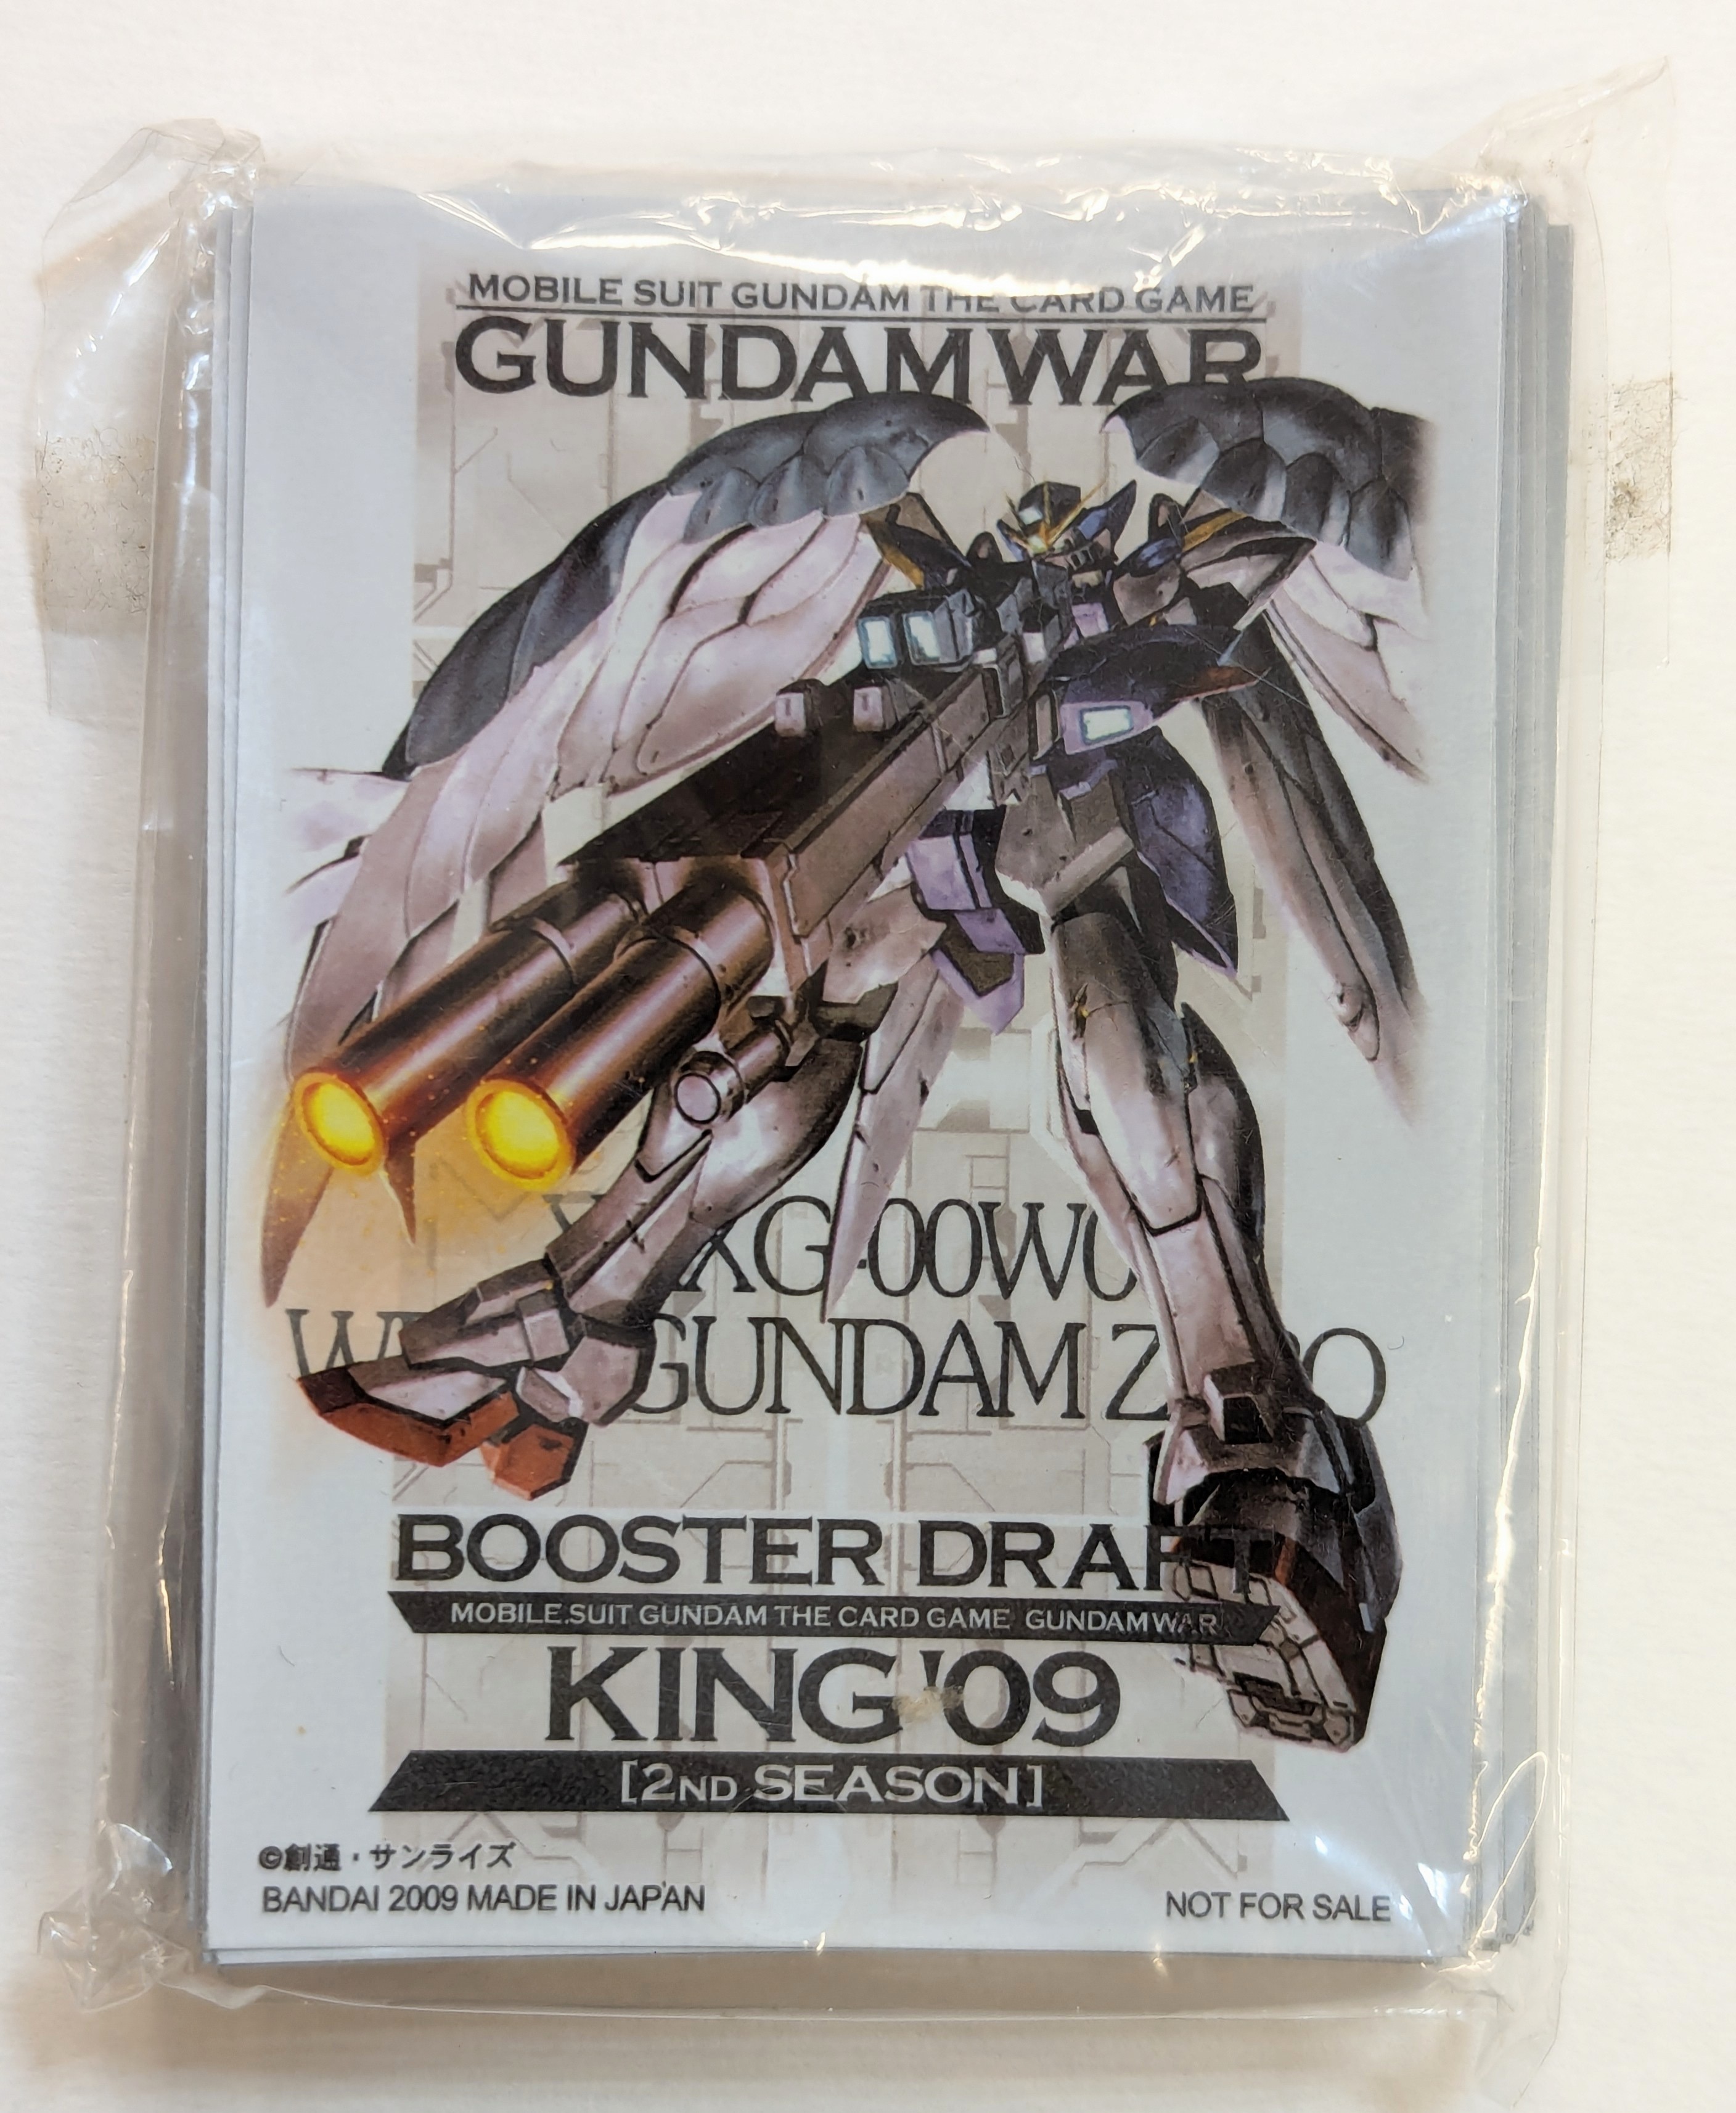 MOBILE SUIT GUNDAM THE CARD GAME
GUNDAM WAR
XG-00W0
GUNDAM Z
BOOSTER DRAFT
MOBILE SUIT GUNDAM THE CARD GAME GUNDAM WAR
KING '09
[2ND SEASON]
©創通・サンライズ
BANDAI 2009 MADE IN JAPAN
NOT FOR SALE